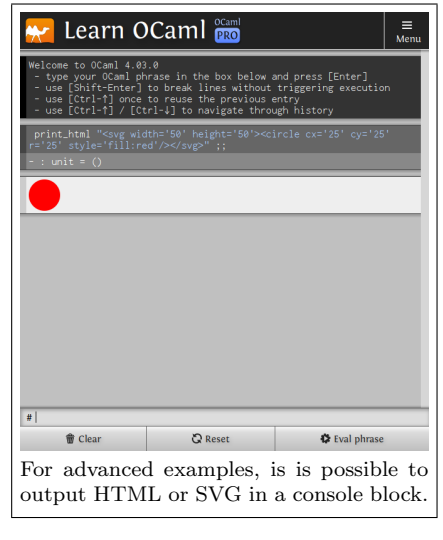 Learn OCaml OCaml PRO
Menu
Welcome to OCaml 4.03.0
- type your OCaml phrase in the box below and press [Enter]
- use [Shift-Enter] to break lines without triggering execution
- use [Ctrl-↑] once to reuse the previous entry
- use [Ctrl-↑] / [Ctrl-↓] to navigate through history
print_html "<svg width='50' height='50'><circle cx='25' cy='25'
r='25' style='fill:red'/></svg>" ;;
- : unit = ()
#
Clear Reset Eval phrase
For advanced examples, is is possible to
output HTML or SVG in a console block.